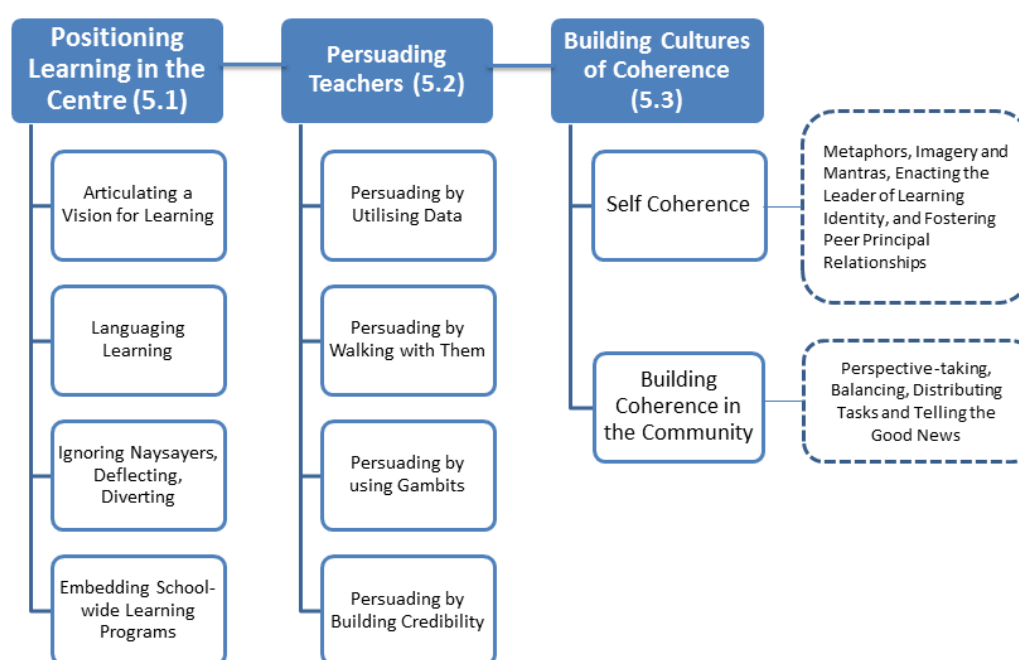 Positioning
Learning in the
Centre (5.1)
Articulating a
Vision for Learning
Languaging
Learning
Ignoring Naysayers,
Deflecting,
Diverting
Embedding School-
wide Learning
Programs
Persuading
Teachers (5.2)
Persuading by
Utilising Data
Persuading by
Walking with Them
Persuading by
using Gambits
Persuading by
Building Credibility
Building Cultures
of Coherence
(5.3)
Self Coherence
Metaphors, Imagery and
Mantras, Enacting the
Leader of Learning
Identity, and Fostering
Peer Principal
Relationships
Building
Coherence in
the Community
Perspective-taking,
Balancing, Distributing
Tasks and Telling the
Good News